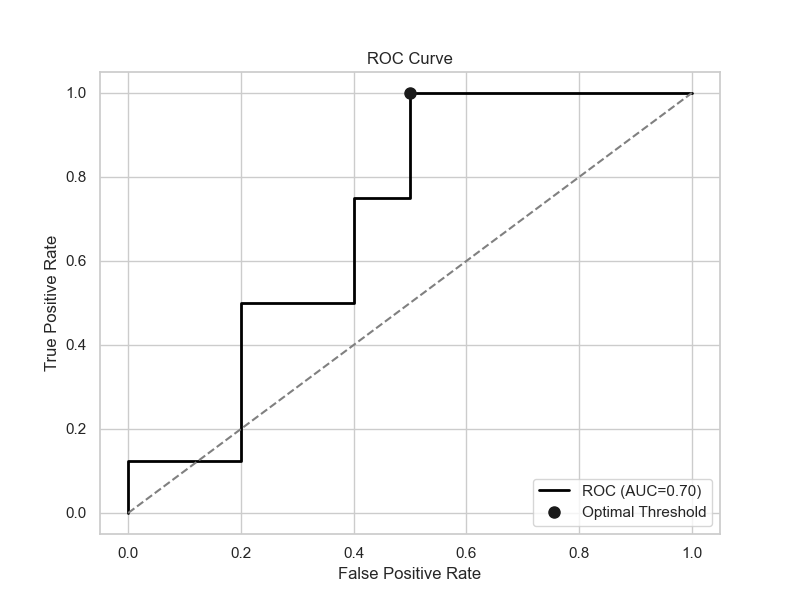 ROC Curve
True Positive Rate
1.0
0.8
0.6
0.4
0.2
0.0
0.0 0.2 0.4 0.6 0.8 1.0
False Positive Rate
ROC (AUC=0.70)
Optimal Threshold